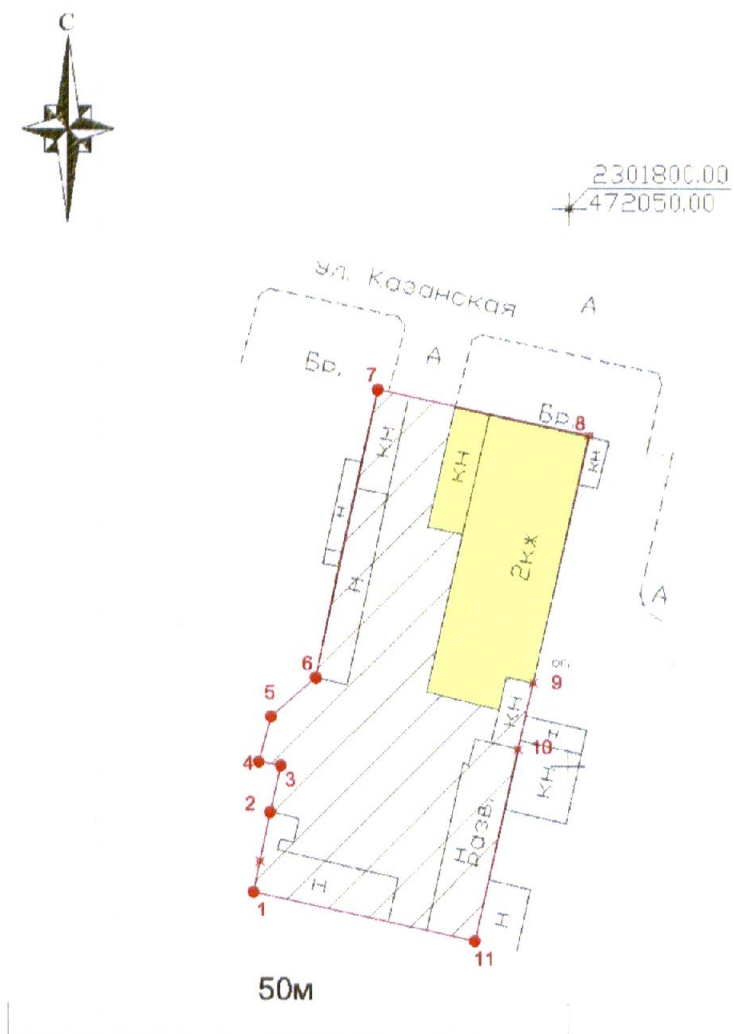 С
2301800.00
472050.00
ул. Казанская
А
А
Бр.
7
Бр.
8
КН
КН
КН
Н
2кж
Н
А
6
оп.
9
5
КН
Н
10
4
3
КН
2
Н
разв.
Н
Н
1
11
50м